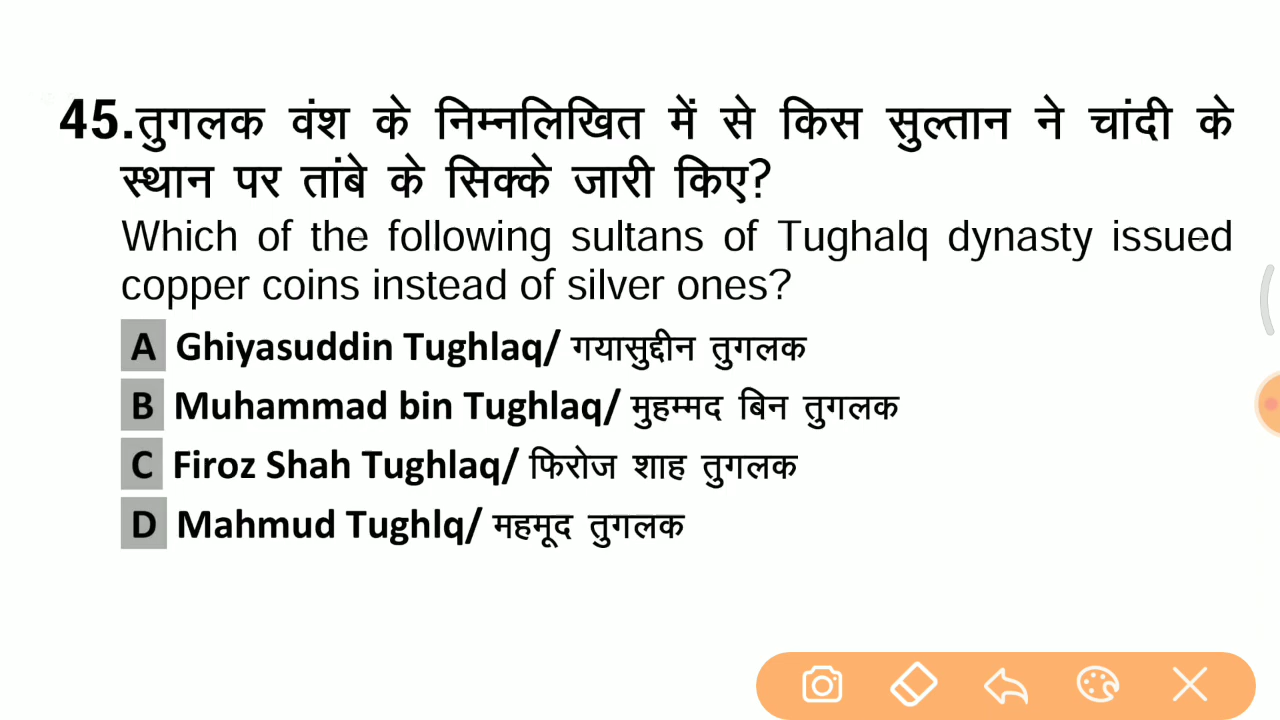 45.तुगलक वंश के निम्नलिखित में से किस सुल्तान ने चांदी के
स्थान पर तांबे के सिक्के जारी किए?
Which of the following sultans of Tughalq dynasty issued
copper coins instead of silver ones?
A Ghiyasuddin Tughlaq/ गयासुद्दीन तुगलक
B Muhammad bin Tughlaq/ मुहम्मद बिन तुगलक
C Firoz Shah Tughlaq/ फिरोज शाह तुगलक
D Mahmud Tughlq/ महमूद तुगलक